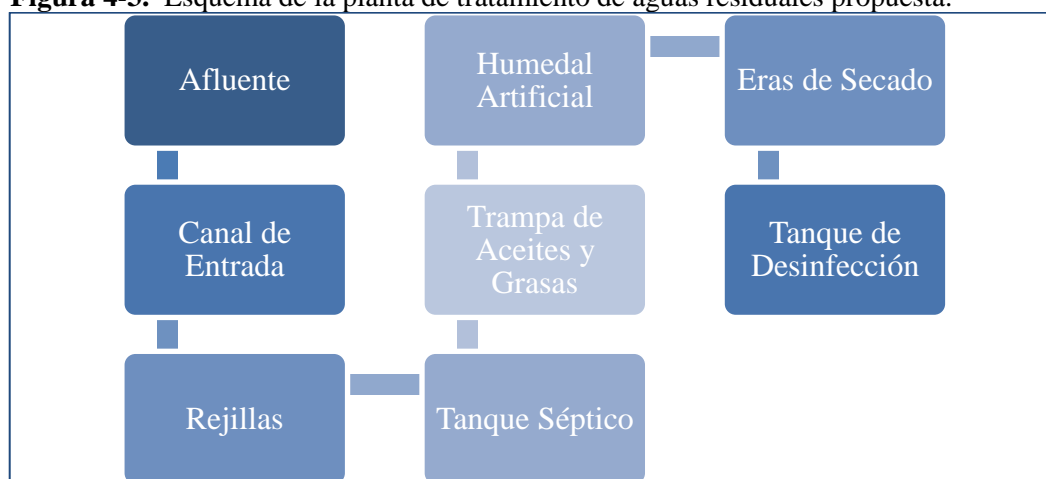 Figura Esquema de la planta de tratamiento de aguas residuales propuesta.
Afluente
Canal de
Entrada
Rejillas
Tanque Séptico
Trampa de
Aceites y
Grasas
Humedal
Artificial
Eras de Secado
Tanque de
Desinfección